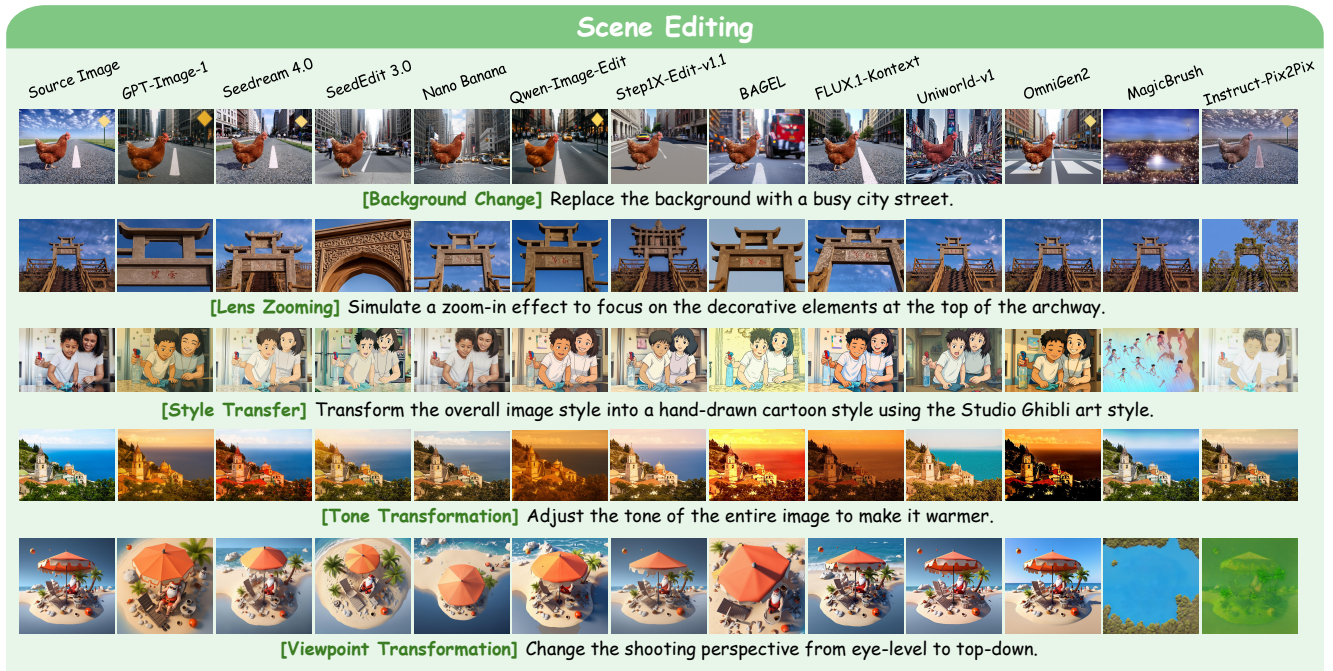 Scene Editing
Source Image GPT-Image-1 Seedream 4.0 SeedEdit 3.0 Nano Banana Qwen-Image-Edit Step1X-Edit-v1.1 BAGEL FLUX.1-Kontext Uniworld-v1 OmniGen2 MagicBrush Instruct-Pix2Pix
[Background Change] Replace the background with a busy city street.
[Lens Zooming] Simulate a zoom-in effect to focus on the decorative elements at the top of the archway.
[Style Transfer] Transform the overall image style into a hand-drawn cartoon style using the Studio Ghibli art style.
[Tone Transformation] Adjust the tone of the entire image to make it warmer.
[Viewpoint Transformation] Change the shooting perspective from eye-level to top-down.